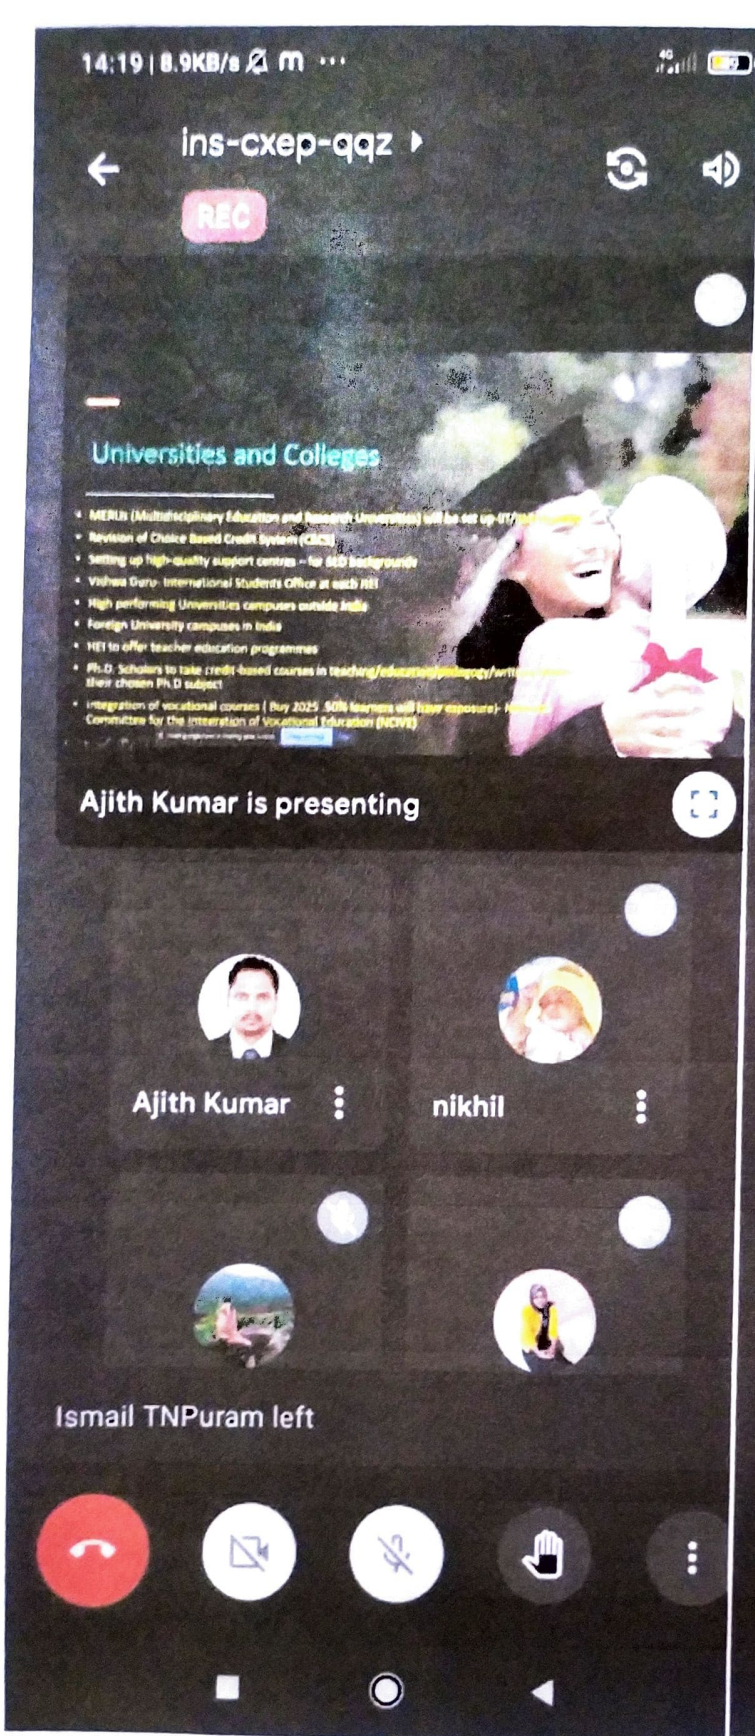 14:19 | 8.9KB/s m ...
4G
ins-cxep-qqz
REC
Universities and Colleges
• MERUs (Multidisciplinary Education and Research Universities) will be set up-IIT/
• Revision of Choice Based Credit System (CBCS)
• Setting up high-quality support centres – for SED backgrounds
• Vishwa Guru- International Students Office at each HEI
• High performing Universities campuses outside India
• Foreign University campuses in India
• HEI to offer teacher education programmes
• Ph.D. Scholars to take credit-based courses in teaching/education/pedagogy/
their chosen Ph.D subject
• Integration of vocational courses ( Buy 2025 .50% learners will have exposure)-
Committee for the Integration of Vocational Education (NCIVE)
Ajith Kumar is presenting
Ajith Kumar
nikhil
Ismail TNPuram left